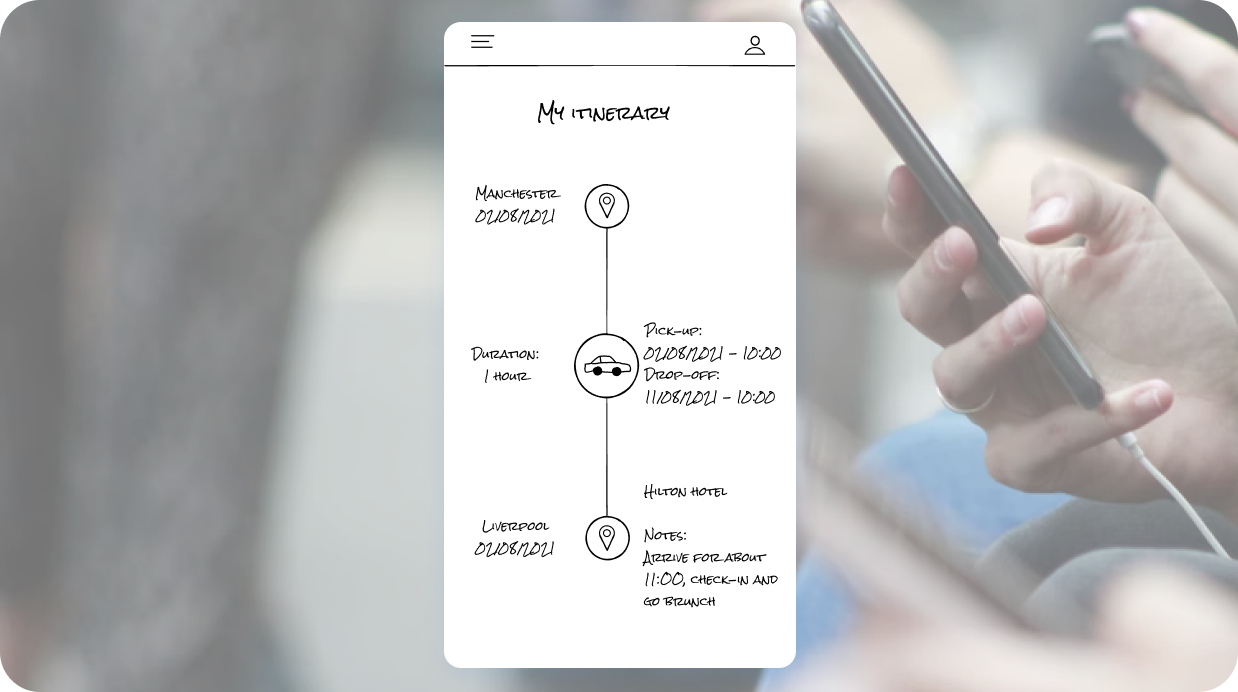 My itinerary
Manchester
02/08/2021
Pick-up:
02/08/2021 - 10:00
Drop-off:
11/08/2021 - 10:00
Duration:
1 hour
Hilton hotel
Liverpool
02/08/2021
Notes:
Arrive for about
11:00, check-in and
go brunch